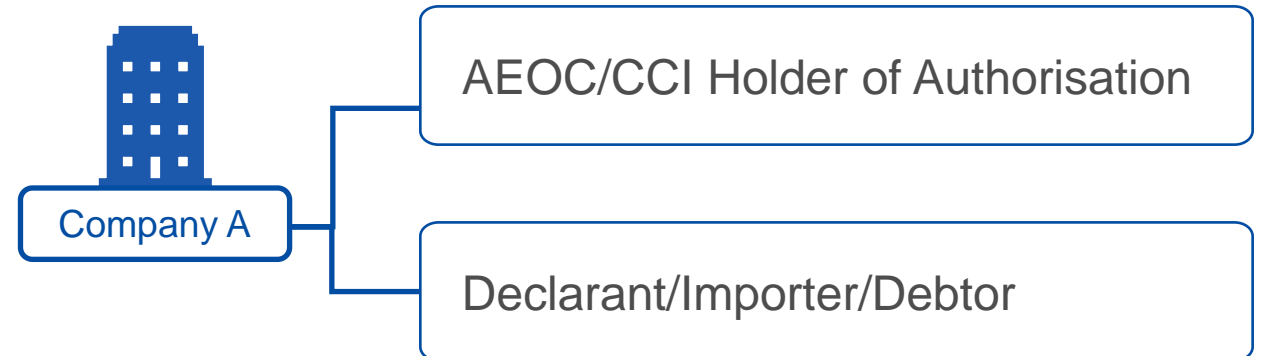 AEOC/CCI Holder of Authorisation
Company A
Declarant/Importer/Debtor